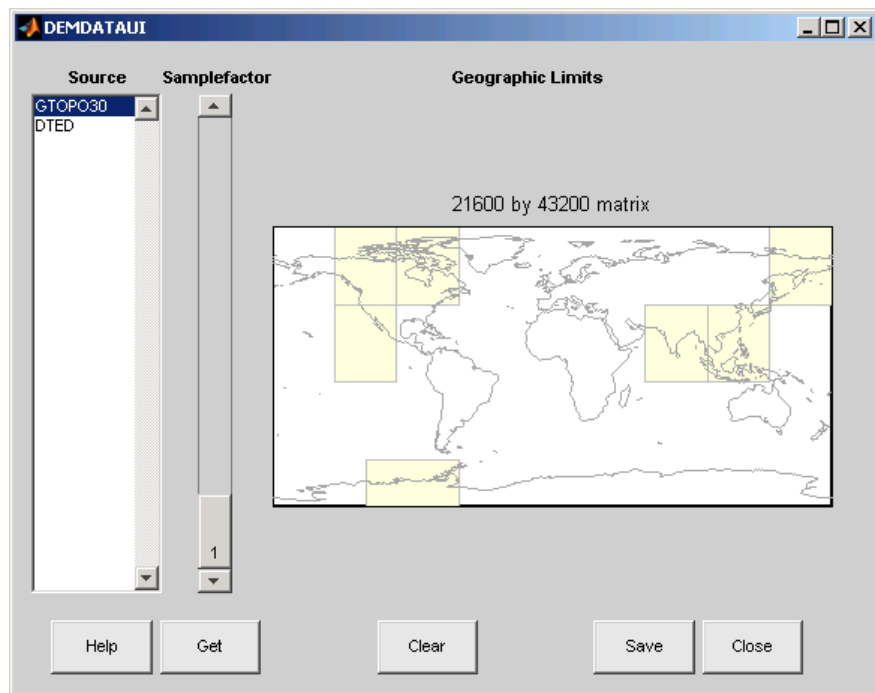 DEMDATAUI
Source Samplefactor Geographic Limits
GTOPO30
DTED
21600 by 43200 matrix
1
Help Get Clear Save Close